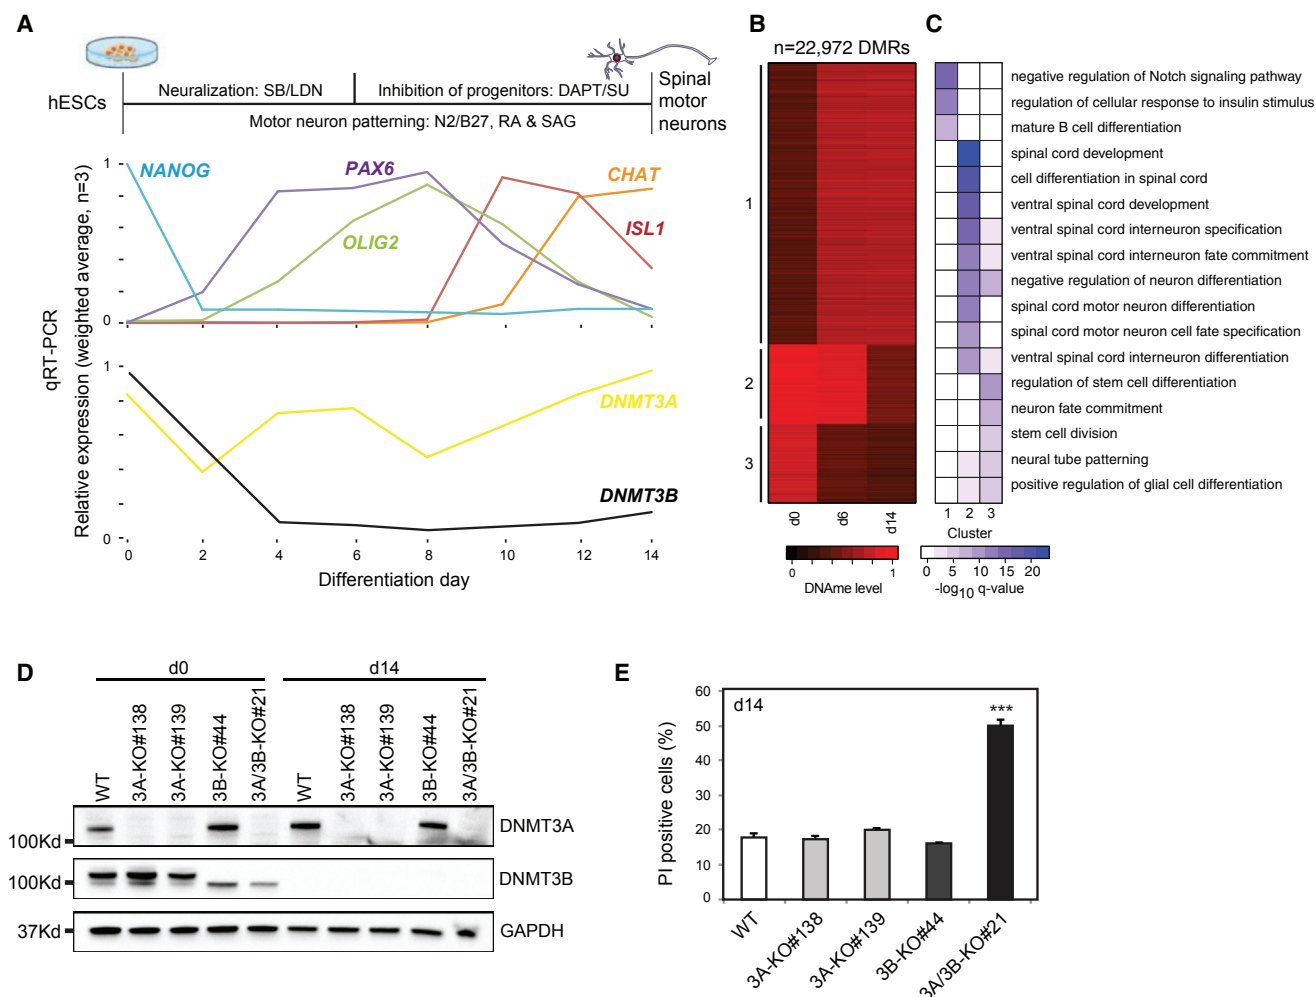 A
hESCs
Neuralization: SB/LDN
Inhibition of progenitors: DAPT/SU
Motor neuron patterning: N2/B27, RA & SAG
Spinal
motor
neurons
qRT-PCR
Relative expression (weighted average, n=3)
1
0
NANOG
PAX6
OLIG2
CHAT
ISL1
1
0
DNMT3A
DNMT3B
0 2 4 6 8 10 12 14
Differentiation day
B
n=22,972 DMRs
1
2
3
d0 d6 d14
0 1
DNAme level
C
negative regulation of Notch signaling pathway
regulation of cellular response to insulin stimulus
mature B cell differentiation
spinal cord development
cell differentiation in spinal cord
ventral spinal cord development
ventral spinal cord interneuron specification
ventral spinal cord interneuron fate commitment
negative regulation of neuron differentiation
spinal cord motor neuron differentiation
spinal cord motor neuron cell fate specification
ventral spinal cord interneuron differentiation
regulation of stem cell differentiation
neuron fate commitment
stem cell division
neural tube patterning
positive regulation of glial cell differentiation
1 2 3
Cluster
0 5 10 15 20
-log10 q-value
D
d0 d14
WT 3A-KO#138 3A-KO#139 3B-KO#44 3A/3B-KO#21 WT 3A-KO#138 3A-KO#139 3B-KO#44 3A/3B-KO#21
100Kd DNMT3A
100Kd DNMT3B
37Kd GAPDH
E
d14
***
PI positive cells (%)
60
50
40
30
20
10
0
WT 3A-KO#138 3A-KO#139 3B-KO#44 3A/3B-KO#21